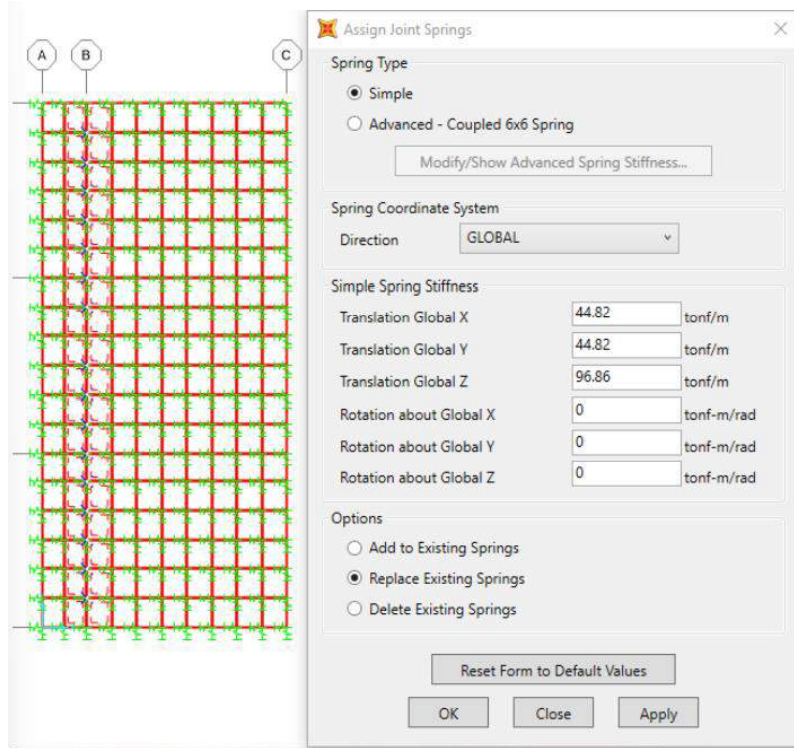 A B C
Assign Joint Springs
Spring Type
Simple
Advanced - Coupled 6x6 Spring
Modify/Show Advanced Spring Stiffness...
Spring Coordinate System
Direction GLOBAL
Simple Spring Stiffness
Translation Global X 44.82 tonf/m
Translation Global Y 44.82 tonf/m
Translation Global Z 96.86 tonf/m
Rotation about Global X 0 tonf-m/rad
Rotation about Global Y 0 tonf-m/rad
Rotation about Global Z 0 tonf-m/rad
Options
Add to Existing Springs
Replace Existing Springs
Delete Existing Springs
Reset Form to Default Values
OK Close Apply